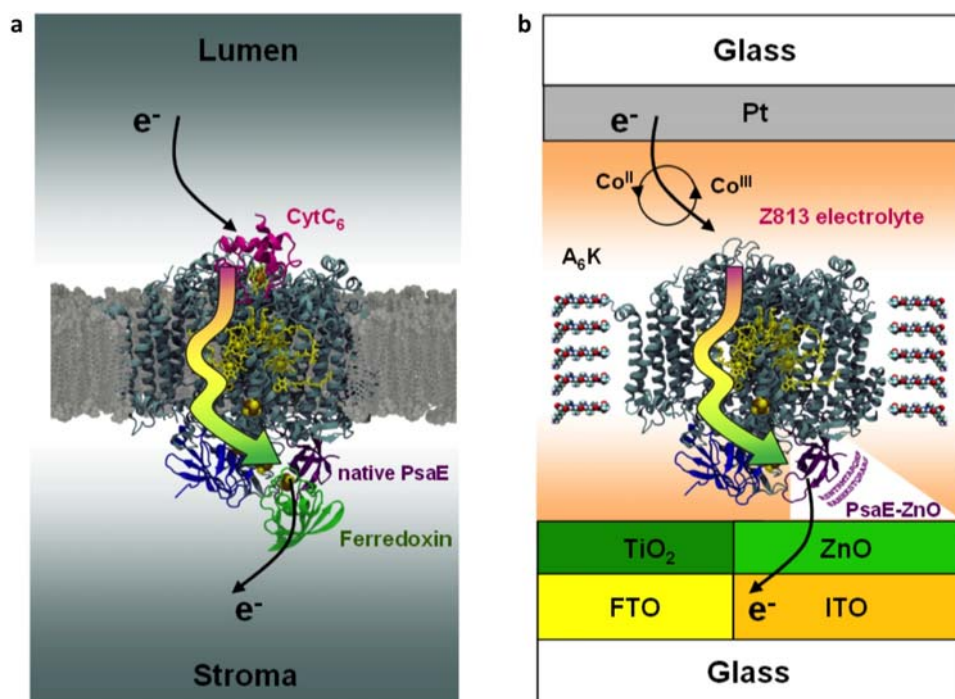 a
Lumen
e-
CytC6
native PsaE
Ferredoxin
e-
Stroma
b
Glass
Pt
e-
CoII
CoIII
Z813 electrolyte
A6K
PsaE-ZnO
TiO2
ZnO
FTO
e-
ITO
Glass